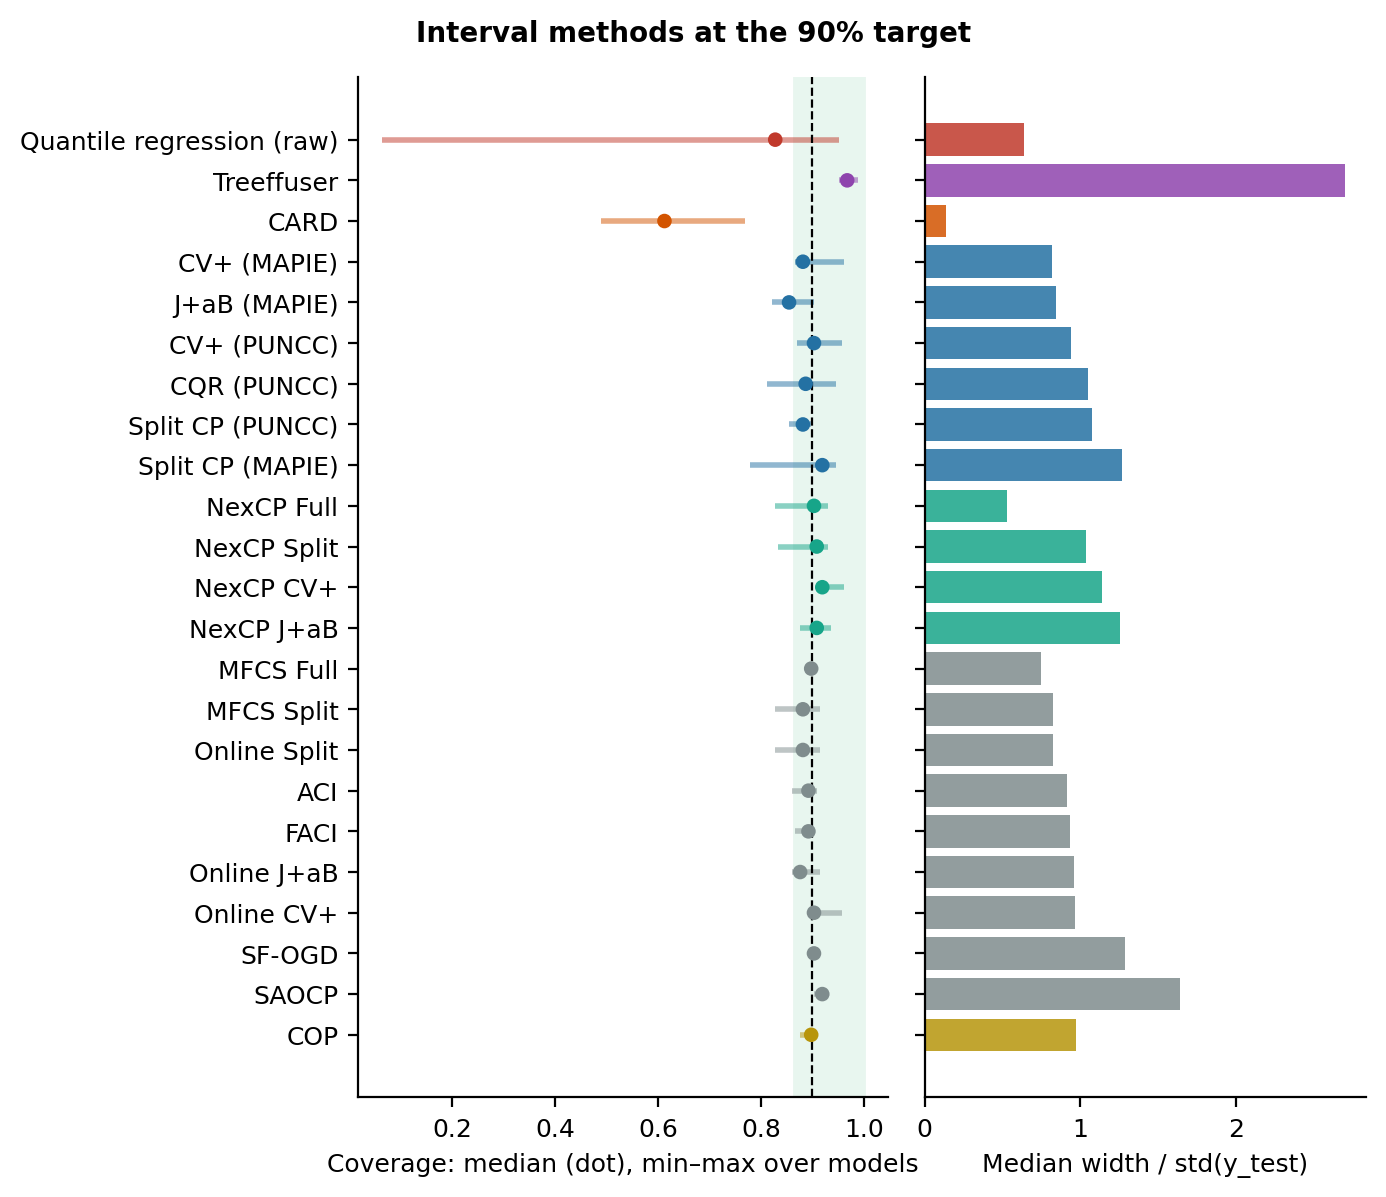 Interval methods at the 90% target
Quantile regression (raw)
Treeffuser
CARD
CV+ (MAPIE)
J+aB (MAPIE)
CV+ (PUNCC)
CQR (PUNCC)
Split CP (PUNCC)
Split CP (MAPIE)
NexCP Full
NexCP Split
NexCP CV+
NexCP J+aB
MFCS Full
MFCS Split
Online Split
ACI
FACI
Online J+aB
Online CV+
SF-OGD
SAOCP
COP
0.2 0.4 0.6 0.8 1.0
Coverage: median (dot), min–max over models
0 1 2
Median width / std(y_test)